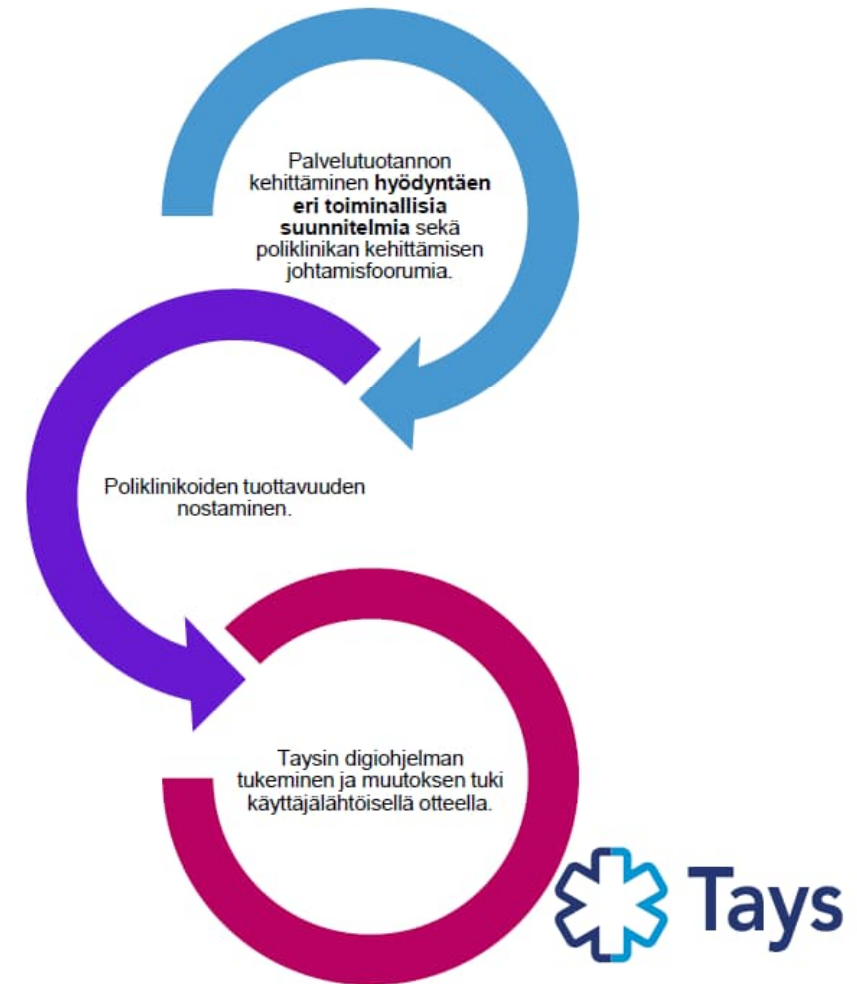 Palvelutuotannon
kehittäminen hyödyntäen
eri toiminallisia
suunnitelmia sekä
poliklinikan kehittämisen
johtamisfoorumia.
Poliklinikoiden tuottavuuden
nostaminen.
Taysin digiohjelman
tukeminen ja muutoksen tuki
käyttäjälähtöisellä otteella.
Tays